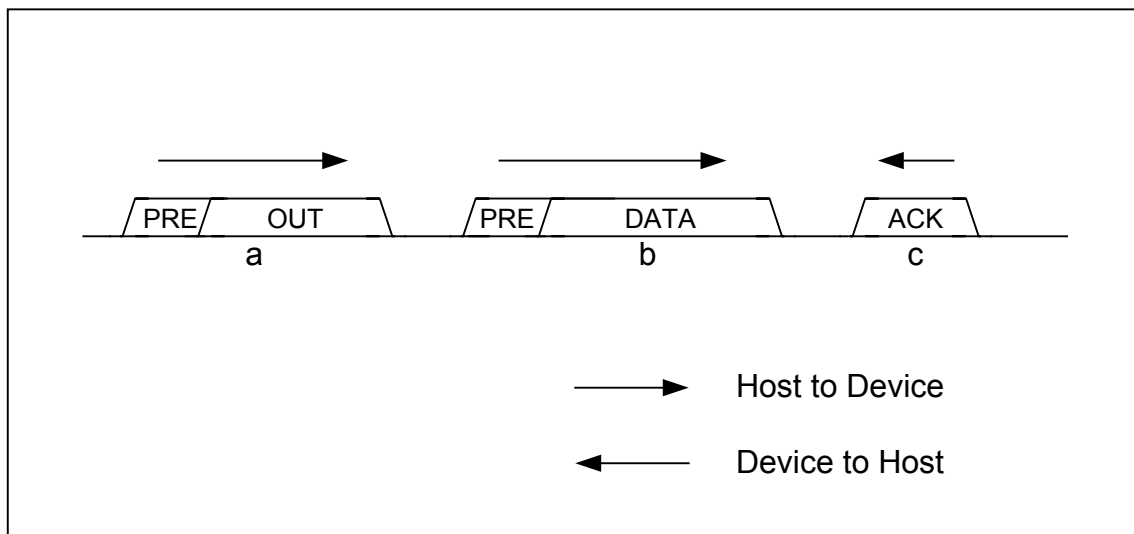 PRE OUT PRE DATA ACK
a b c
Host to Device
Device to Host